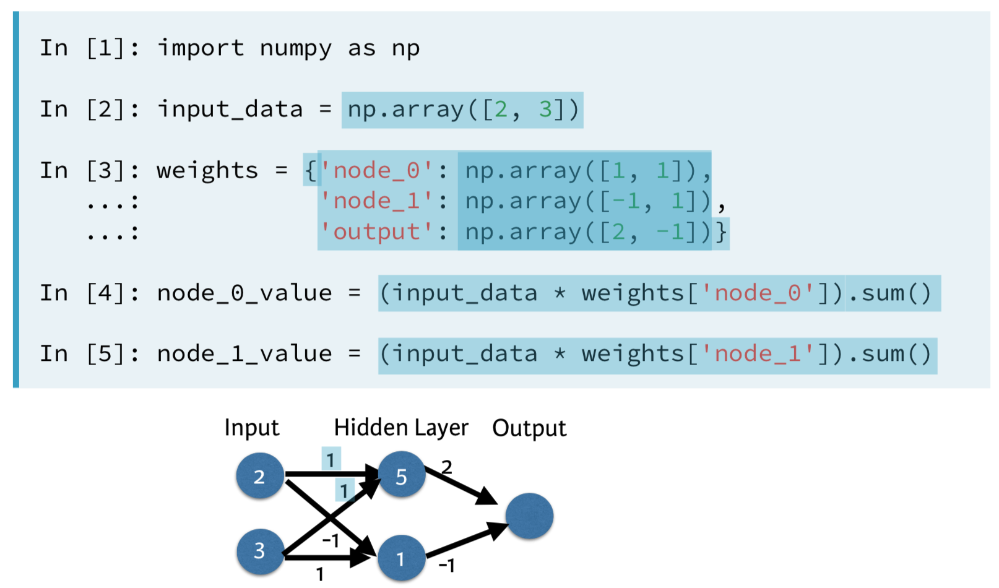 In [1]: import numpy as np
In [2]: input_data = np.array([2, 3])
In [3]: weights = {'node_0': np.array([1, 1]),
...: 'node_1': np.array([-1, 1]),
...: 'output': np.array([2, -1])}
In [4]: node_0_value = (input_data * weights['node_0']).sum()
In [5]: node_1_value = (input_data * weights['node_1']).sum()
Input Hidden Layer Output
1
2 5 2
1
-1
3 1 -1
1